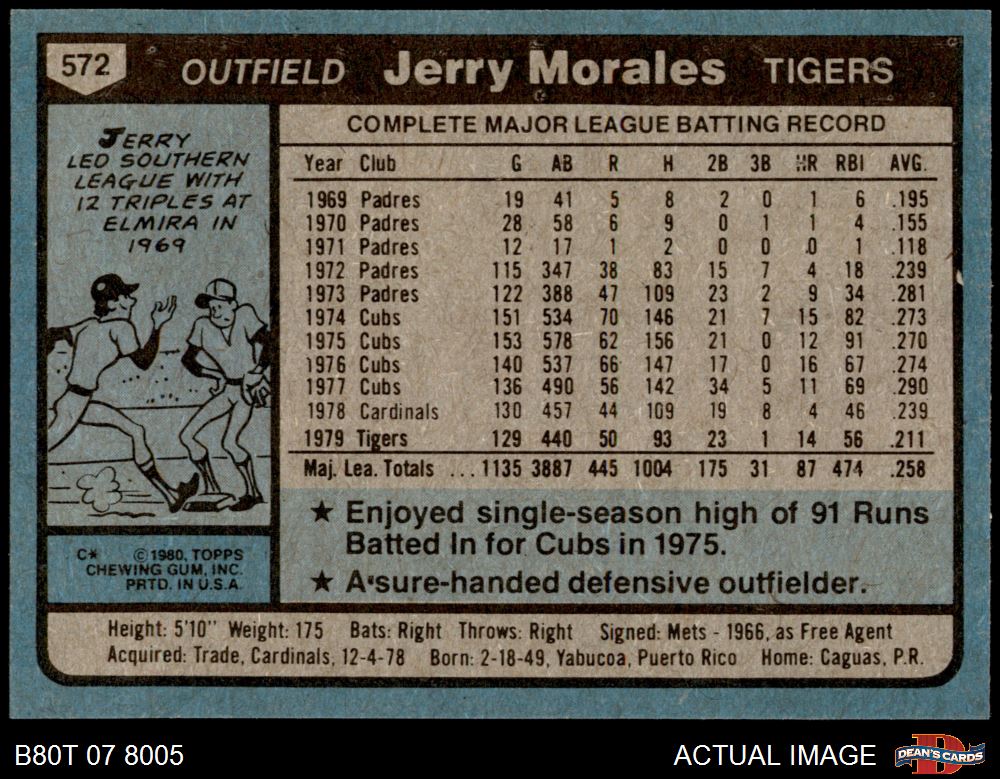 572 OUTFIELD Jerry Morales TIGERS
JERRY
LED SOUTHERN
LEAGUE WITH
12 TRIPLES AT
ELMIRA IN
1969
C* © 1980, TOPPS
CHEWING GUM, INC.
PRTD. IN U.S.A.
COMPLETE MAJOR LEAGUE BATTING RECORD
Year Club G AB R H 2B 3B HR RBI AVG.
1969 Padres 19 41 5 8 2 0 1 6 .195
1970 Padres 28 58 6 9 0 1 1 4 .155
1971 Padres 12 17 1 2 0 0 0 1 .118
1972 Padres 115 347 38 83 15 7 4 18 .239
1973 Padres 122 388 47 109 23 2 9 34 .281
1974 Cubs 151 534 70 146 21 7 15 82 .273
1975 Cubs 153 578 62 156 21 0 12 91 .270
1976 Cubs 140 537 66 147 17 0 16 67 .274
1977 Cubs 136 490 56 142 34 5 11 69 .290
1978 Cardinals 130 457 44 109 19 8 4 46 .239
1979 Tigers 129 440 50 93 23 1 14 56 .211
Maj. Lea. Totals ... 1135 3887 445 1004 175 31 87 474 .258
★ Enjoyed single-season high of 91 Runs
Batted In for Cubs in 1975.
★ A sure-handed defensive outfielder.
Height: 5'10" Weight: 175 Bats: Right Throws: Right Signed: Mets - 1966, as Free Agent
Acquired: Trade, Cardinals, 12-4-78 Born: 2-18-49, Yabucoa, Puerto Rico Home: Caguas, P.R.
B80T 07 8005 ACTUAL IMAGE D DEAN'S CARDS